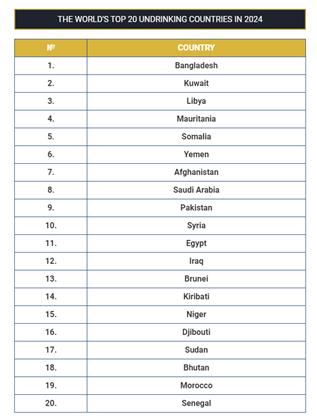 THE WORLD'S TOP 20 UNDRINKING COUNTRIES IN 2024
№ COUNTRY
1. Bangladesh
2. Kuwait
3. Libya
4. Mauritania
5. Somalia
6. Yemen
7. Afghanistan
8. Saudi Arabia
9. Pakistan
10. Syria
11. Egypt
12. Iraq
13. Brunei
14. Kiribati
15. Niger
16. Djibouti
17. Sudan
18. Bhutan
19. Morocco
20. Senegal